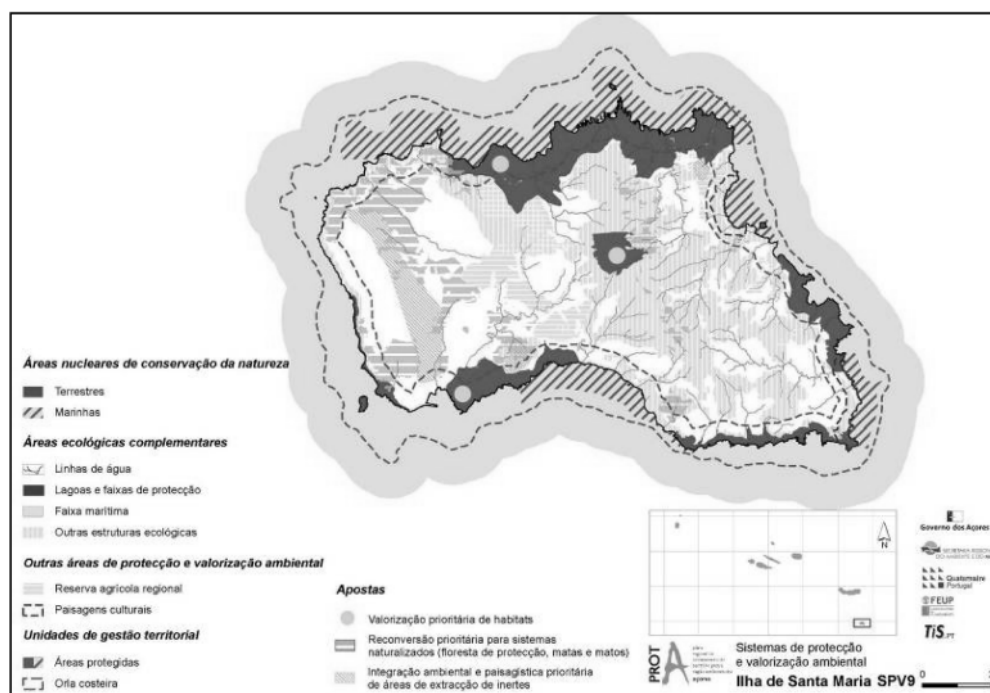 Áreas nucleares de conservação da natureza
Terrestres
Marinhas
Áreas ecológicas complementares
Linhas de água
Lagoas e faixas de protecção
Faixa marítima
Outras estruturas ecológicas
Outras áreas de protecção e valorização ambiental
Reserva agrícola regional
Paisagens culturais
Unidades de gestão territorial
Áreas protegidas
Orla costeira
Apostas
Valorização prioritária de habitats
Reconversão prioritária para sistemas
naturalizados (floresta de protecção, matas e matos)
Integração ambiental e paisagística prioritária
de áreas de extracção de inertes
N
Governo dos Açores
Quaternaire
Portugal
FEUP
TiS.PT
PROT A
açores
Sistemas de protecção
e valorização ambiental
Ilha de Santa Maria SPV9
0